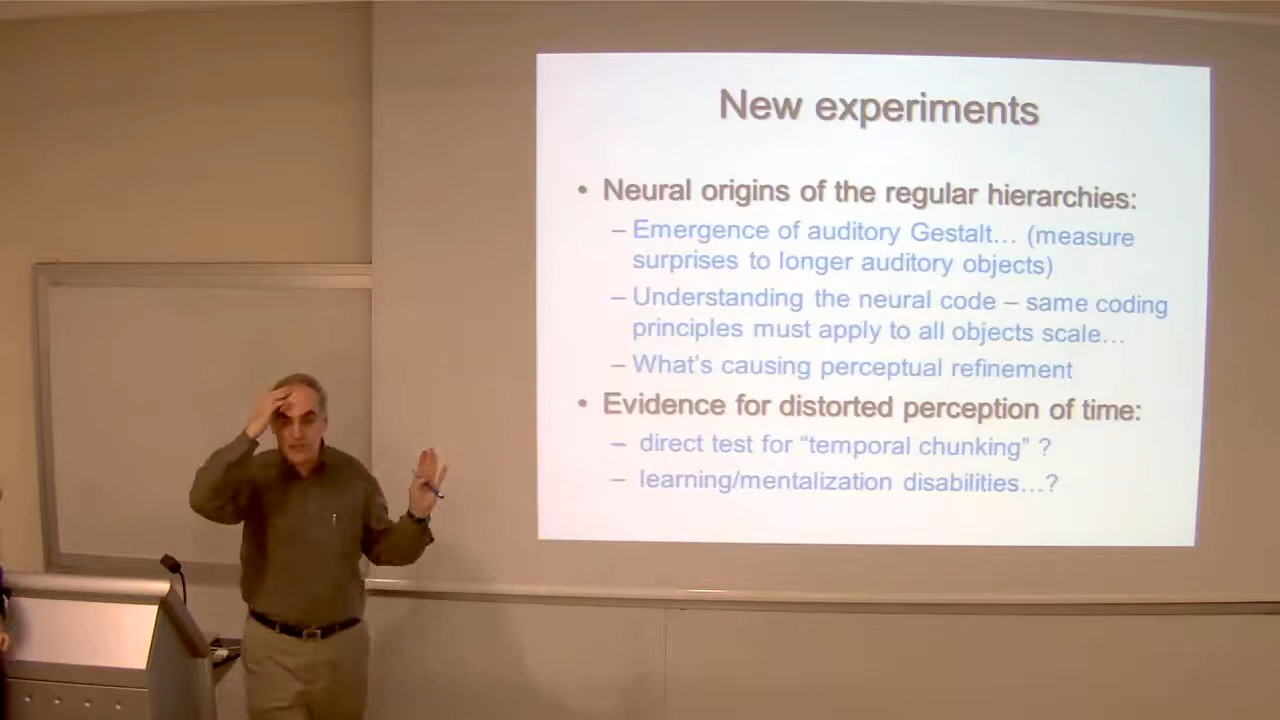 New experiments
• Neural origins of the regular hierarchies:
– Emergence of auditory Gestalt… (measure
surprises to longer auditory objects)
– Understanding the neural code – same coding
principles must apply to all objects scale…
– What's causing perceptual refinement
• Evidence for distorted perception of time:
– direct test for “temporal chunking” ?
– learning/mentalization disabilities…?